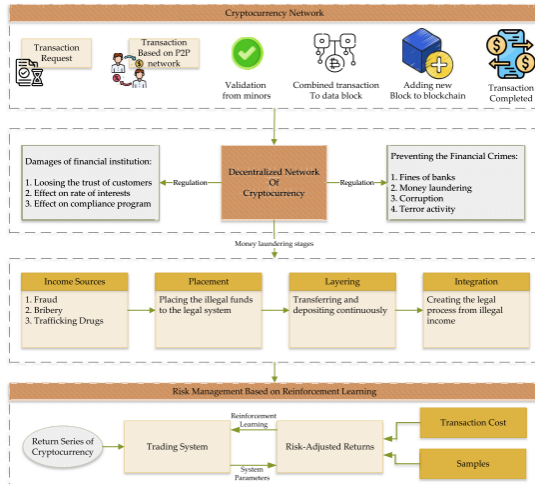 Cryptocurrency Network
Transaction
Request
Transaction
Based on P2P
network
Validation
from minors
Combined transaction
To data block
Adding new
Block to blockchain
Transaction
Completed
Damages of financial institution:
1. Loosing the trust of customers
2. Effect on rate of interests
3. Effect on compliance program
Regulation
Decentralized Network
Of
Cryptocurrency
Regulation
Preventing the Financial Crimes:
1. Fines of banks
2. Money laundering
3. Corruption
4. Terror activity
Money laundering stages
Income Sources
1. Fraud
2. Bribery
3. Trafficking Drugs
Placement
Placing the illegal funds
to the legal system
Layering
Transferring and
depositing continuously
Integration
Creating the legal
process from illegal
income
Risk Management Based on Reinforcement Learning
Return Series of
Cryptocurrency
Trading System
Reinforcement
Learning
System
Parameters
Risk-Adjusted Returns
Transaction Cost
Samples